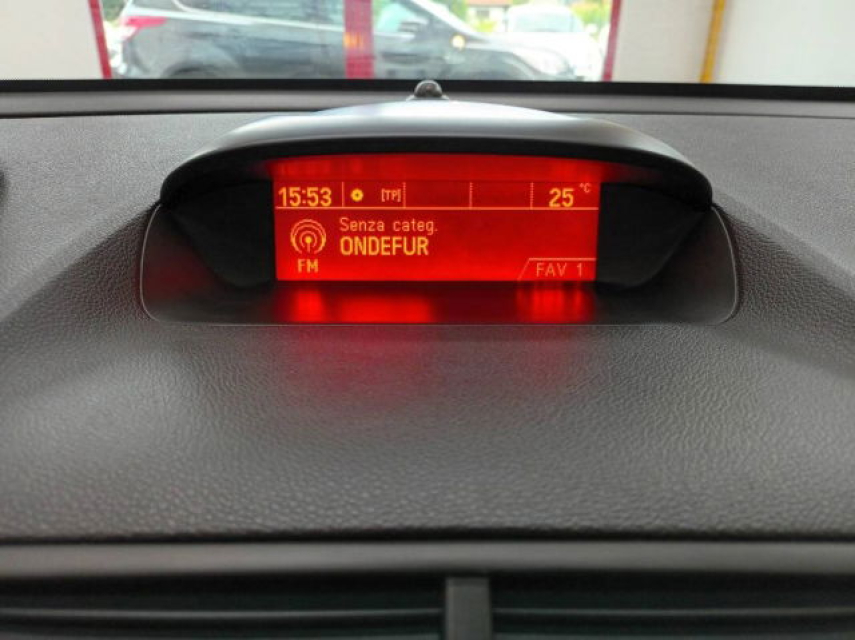 15:53 [TP] 25 °C
Senza categ.
ONDEFUR
FM
FAV 1